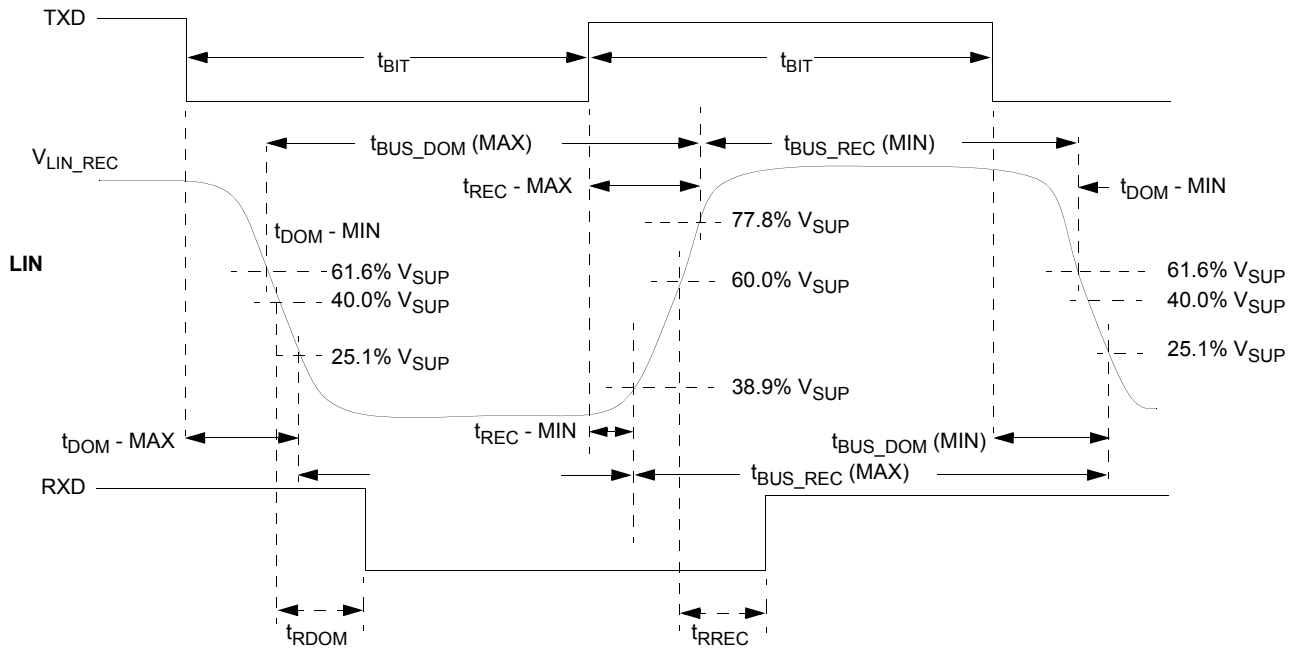 TXD
tBIT
tBIT
tBUS_DOM (MAX)
tBUS_REC (MIN)
VLIN_REC
tREC - MAX
tDOM - MIN
77.8% VSUP
tDOM - MIN
LIN
61.6% VSUP
60.0% VSUP
61.6% VSUP
40.0% VSUP
40.0% VSUP
25.1% VSUP
25.1% VSUP
38.9% VSUP
tDOM - MAX
tREC - MIN
tBUS_DOM (MIN)
tBUS_REC (MAX)
RXD
tRDOM
tRREC